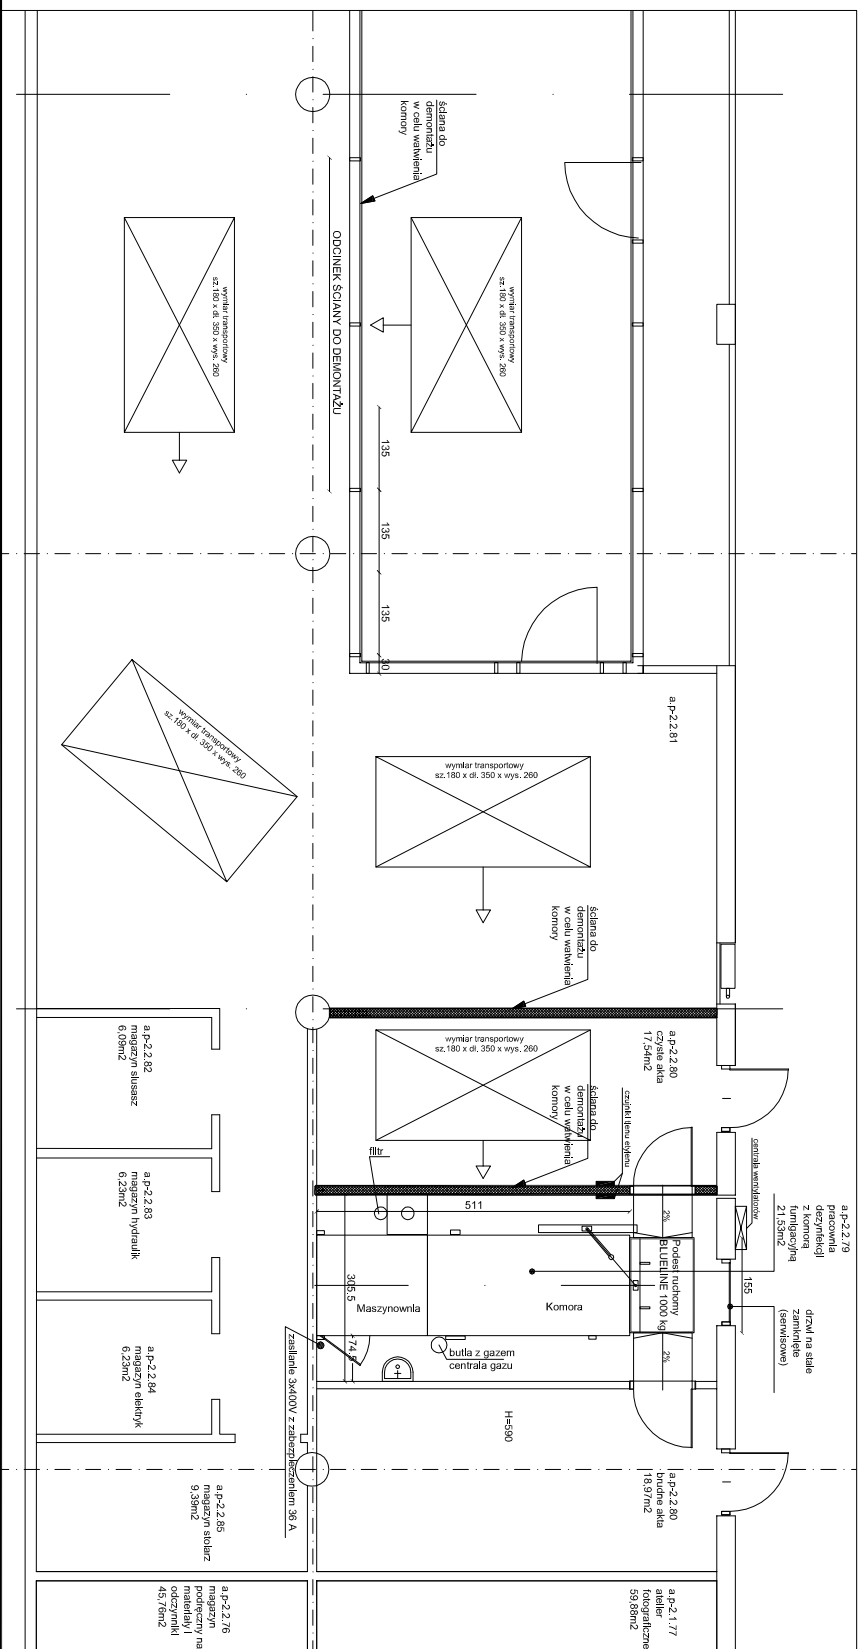 ściana do
demontażu
w celu watwienia
komory
ODCINEK ŚCIANY DO DEMONTAŻU
wymiar transportowy
sz.180 x dł. 350 x wys. 260
wymiar transportowy
sz.180 x dł. 350 x wys. 260
135
135
135
30
a.p-2.2.81
wymiar transportowy
sz.180 x dł. 350 x wys. 260
wymiar transportowy
sz.180 x dł. 350 x wys. 260
ściana do
demontażu
w celu watwienia
komory
a.p-2.2.80
czyste akta
17,54m2
wymiar transportowy
sz.180 x dł. 350 x wys. 260
ściana do
demontażu
w celu watwienia
komory
czujniki tlenu etylenu
centrala wentylatorów
a.p-2.2.82
magazyn slusasz
6,09m2
a.p-2.2.83
magazyn hydraulik
6,23m2
a.p-2.2.84
magazyn elektryk
6,23m2
filtr
511
2%
Podest ruchomy
BLUELINE 1000 kg
155
a.p-2.2.79
pracownia
dezynfekcji
z komorą
fumigacyjną
21,53m2
drzwi na stałe
zamknięte
(serwisowe)
305.5
Maszynownia
Komora
74.5
butla z gazem
centrala gazu
2%
zasilanie 3x400V z zabezpieczeniem 36 A
H=590
a.p-2.2.80
brudne akta
18,97m2
a.p-2.2.85
magazyn stolarz
9,39m2
a.p-2.2.76
magazyn
podręczny na
materiały i
odczynniki
45,76m2
a.p-2.1.77
atelier
fotograficzne
59,88m2